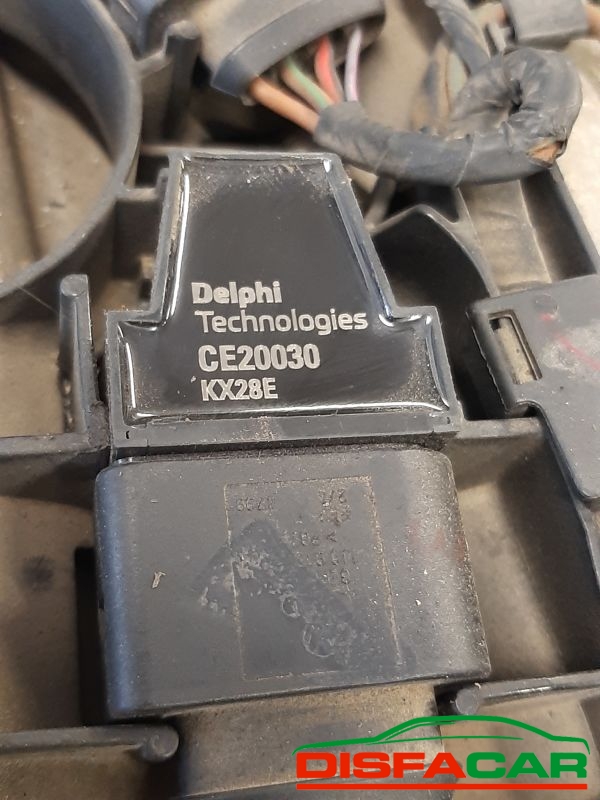 Delphi
Technologies
CE20030
KX28E
DISFACAR